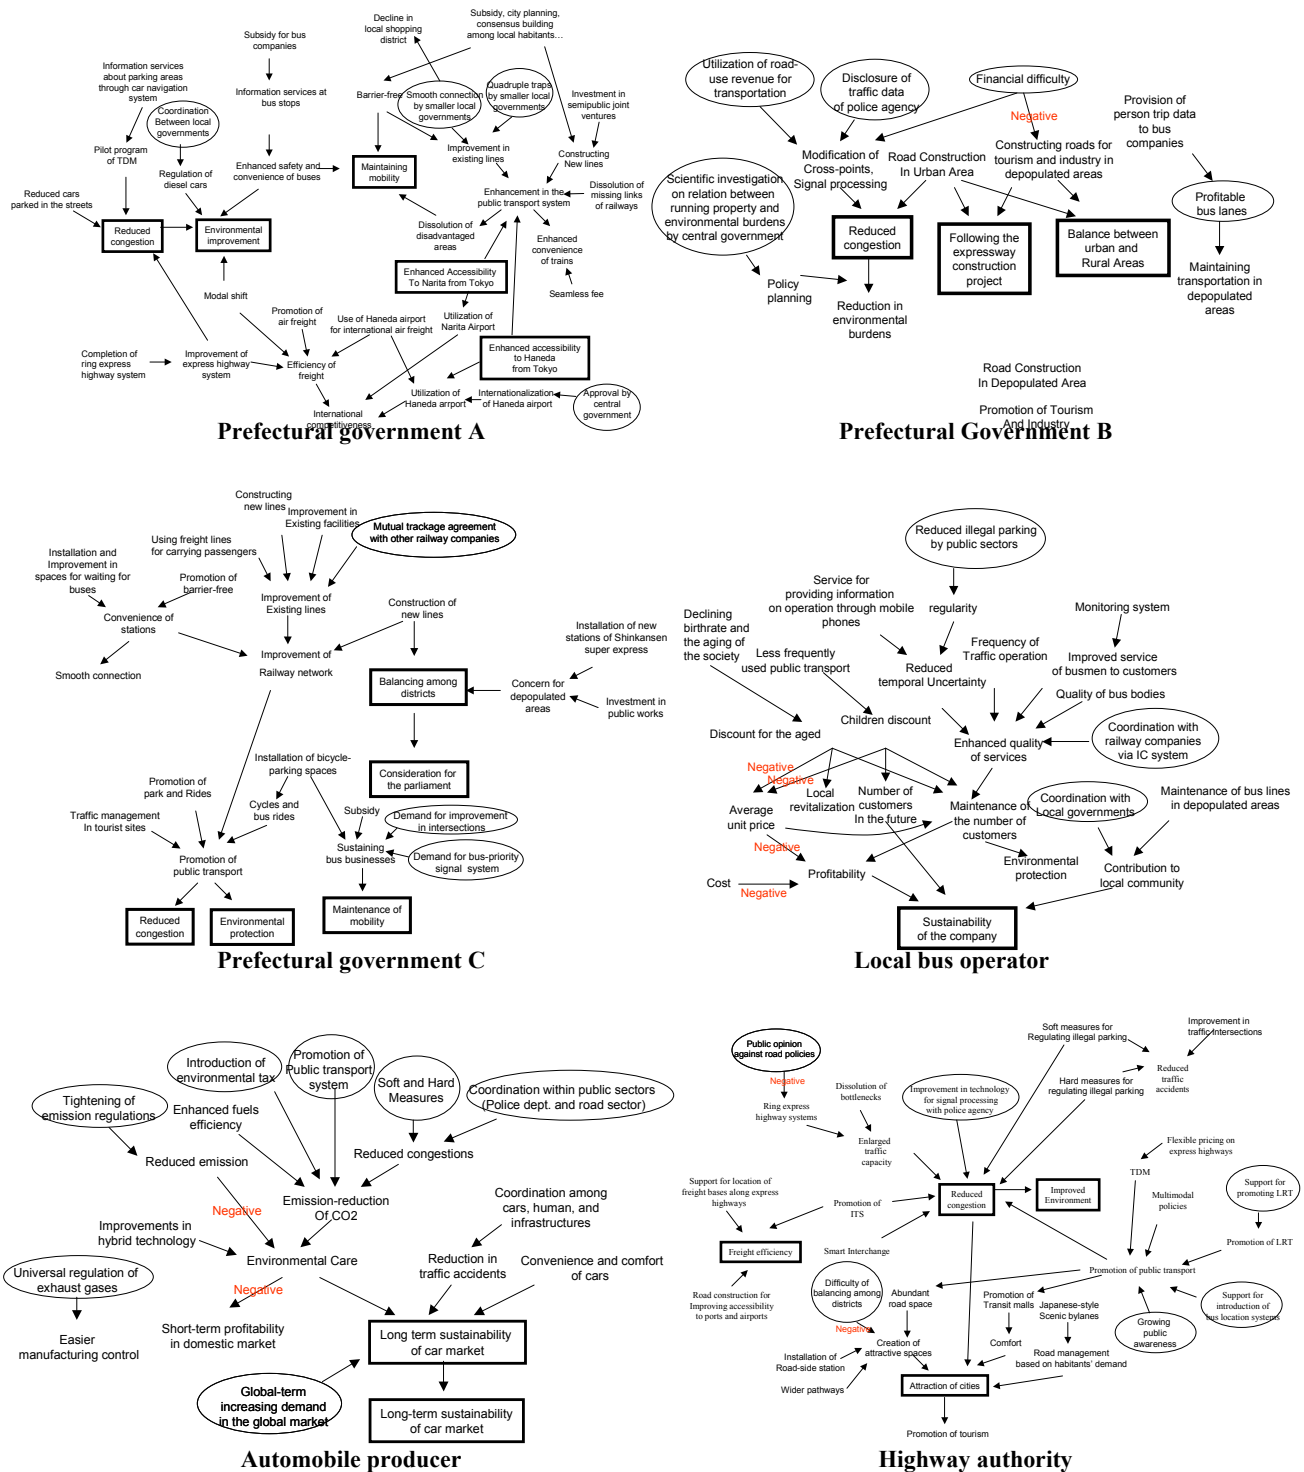 Decline in
local shopping
district
Subsidy, city planning,
consensus building
among local habitants…
Subsidy for bus
companies
Information services
about parking areas
through car navigation
system
Information services at
bus stops
Coordination
Between local
governments
Barrier-free
Smooth connection
by smaller local
governments
Quadruple traps
by smaller local
governments
Investment in
semipublic joint
ventures
Pilot program
of TDM
Improvement in
existing lines
Constructing
New lines
Enhanced safety and
convenience of buses
Maintaining
mobility
Regulation of
diesel cars
Reduced cars
parked in the streets
Enhancement in the
public transport system
Dissolution of
missing links
of railways
Reduced
congestion
Environmental
improvement
Dissolution of
disadvantaged
areas
Enhanced
convenience
of trains
Enhanced Accessibility
To Narita from Tokyo
Seamless fee
Modal shift
Promotion of
air freight
Use of Haneda airport
for international air freight
Utilization of
Narita Airport
Completion of
ring express
highway system
Improvement of
express highway
system
Efficiency of
freight
Enhanced accessibility
to Haneda
from Tokyo
Utilization of
Haneda airport
Internationalization
of Haneda airport
Approval by
central
government
International
competitiveness
Prefectural government A
Utilization of road-
use revenue for
transportation
Disclosure of
traffic data
of police agency
Financial difficulty
Negative
Provision of
person trip data
to bus
companies
Modification of
Cross-points,
Signal processing
Road Construction
In Urban Area
Constructing roads for
tourism and industry in
depopulated areas
Scientific investigation
on relation between
running property and
environmental burdens
by central government
Profitable
bus lanes
Reduced
congestion
Following the
expressway
construction
project
Balance between
urban and
Rural Areas
Policy
planning
Reduction in
environmental
burdens
Maintaining
transportation in
depopulated
areas
Road Construction
In Depopulated Area
Promotion of Tourism
And Industry
Prefectural Government B
Constructing
new lines
Improvement in
Existing facilities
Mutual trackage agreement
with other railway companies
Using freight lines
for carrying passengers
Installation and
Improvement in
spaces for waiting for
buses
Promotion of
barrier-free
Improvement of
Existing lines
Construction of
new lines
Convenience of
stations
Installation of new
stations of Shinkansen
super express
Improvement of
Railway network
Smooth connection
Balancing among
districts
Concern for
depopulated
areas
Investment in
public works
Installation of bicycle-
parking spaces
Consideration for
the parliament
Promotion of
park and Rides
Cycles and
bus rides
Subsidy
Demand for improvement
in intersections
Traffic management
In tourist sites
Sustaining
bus businesses
Demand for bus-priority
signal system
Promotion of
public transport
Reduced
congestion
Environmental
protection
Maintenance of
mobility
Prefectural government C
Reduced illegal parking
by public sectors
Service for
providing information
on operation through mobile
phones
regularity
Monitoring system
Declining
birthrate and
the aging of
the society
Less frequently
used public transport
Frequency of
Traffic operation
Reduced
temporal Uncertainty
Improved service
of busmen to customers
Quality of bus bodies
Children discount
Discount for the aged
Enhanced quality
of services
Coordination with
railway companies
via IC system
Negative
Negative
Local
revitalization
Number of
customers
In the future
Average
unit price
Maintenance of
the number of
customers
Coordination with
Local governments
Maintenance of bus lines
in depopulated areas
Negative
Environmental
protection
Profitability
Contribution to
local community
Cost
Negative
Sustainability
of the company
Local bus operator
Introduction of
environmental tax
Promotion of
Public transport
system
Soft and Hard
Measures
Coordination within public sectors
(Police dept. and road sector)
Tightening of
emission regulations
Enhanced fuels
efficiency
Reduced emission
Reduced congestions
Emission-reduction
Of CO2
Coordination among
cars, human, and
infrastructures
Negative
Improvements in
hybrid technology
Environmental Care
Reduction in
traffic accidents
Convenience and comfort
of cars
Universal regulation of
exhaust gases
Negative
Short-term profitability
in domestic market
Easier
manufacturing control
Long term sustainability
of car market
Global-term
increasing demand
in the global market
Long-term sustainability
of car market
Automobile producer
Public opinion
against road policies
Negative
Soft measures for
Regulating illegal parking
Improvement in
traffic Intersections
Dissolution of
bottlenecks
Improvement in technology
for signal processing
with police agency
Hard measures for
regulating illegal parking
Reduced
traffic
accidents
Ring express
highway systems
Enlarged
traffic
capacity
Flexible pricing on
express highways
TDM
Support for location of
freight bases along express
highways
Promotion of
ITS
Reduced
congestion
Improved
Environment
Multimodal
policies
Support for
promoting LRT
Freight efficiency
Smart Interchange
Promotion of LRT
Promotion of public transport
Road construction for
Improving accessibility
to ports and airports
Difficulty of
balancing among
districts
Abundant
road space
Promotion of
Transit malls
Japanese-style
Scenic bylanes
Growing
public
awareness
Support for
introduction of
bus location systems
Negative
Creation of
attractive spaces
Comfort
Installation of
Road-side station
Road management
based on habitants' demand
Wider pathways
Attraction of cities
Promotion of tourism
Highway authority